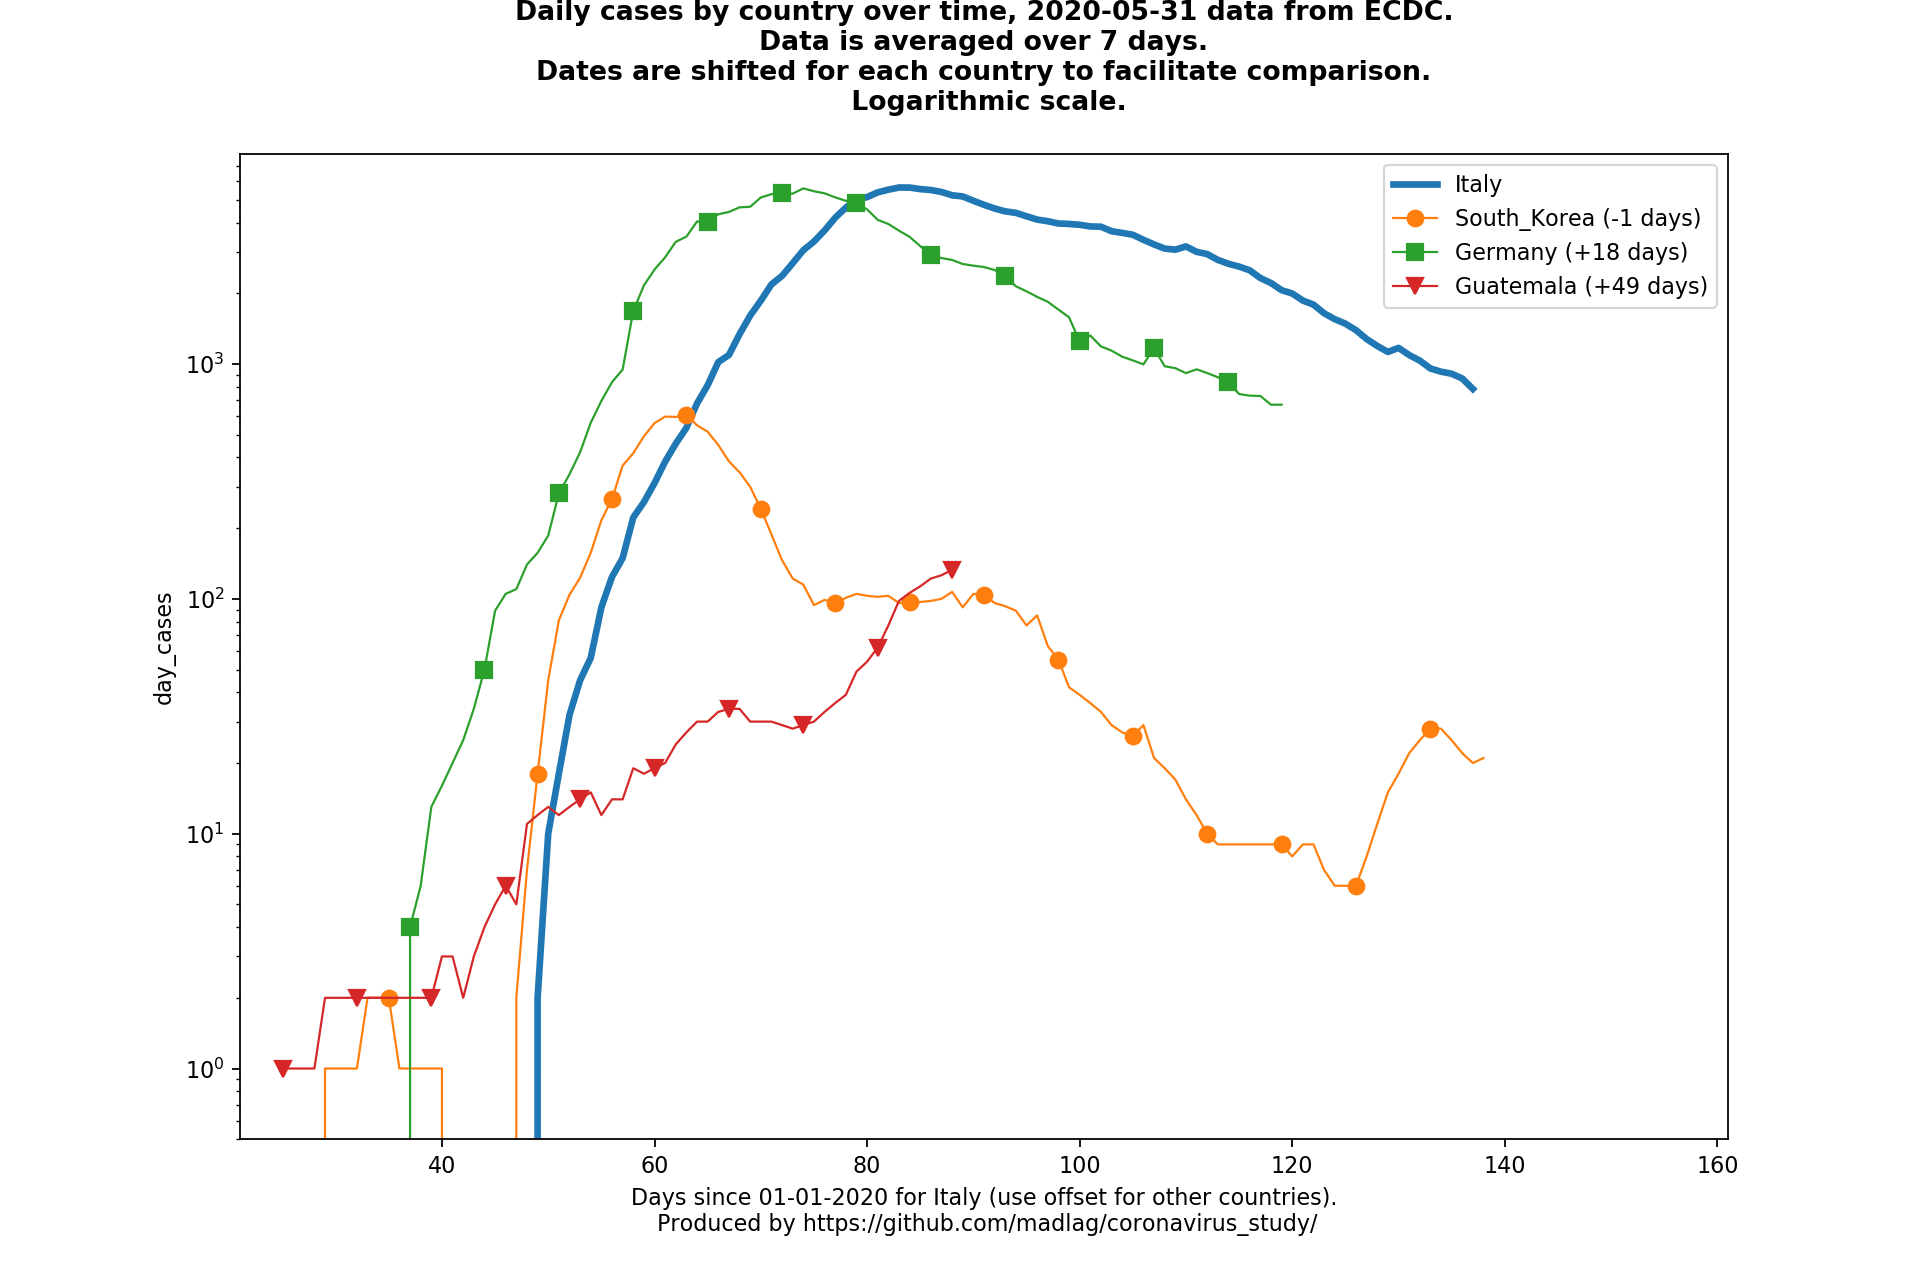 Daily cases by country over time, 2020-05-31 data from ECDC.
Data is averaged over 7 days.
Dates are shifted for each country to facilitate comparison.
Logarithmic scale.
Italy
South_Korea (-1 days)
Germany (+18 days)
Guatemala (+49 days)
day_cases
10³
10²
10¹
10⁰
40 60 80 100 120 140 160
Days since 01-01-2020 for Italy (use offset for other countries).
Produced by https://github.com/madlag/coronavirus_study/